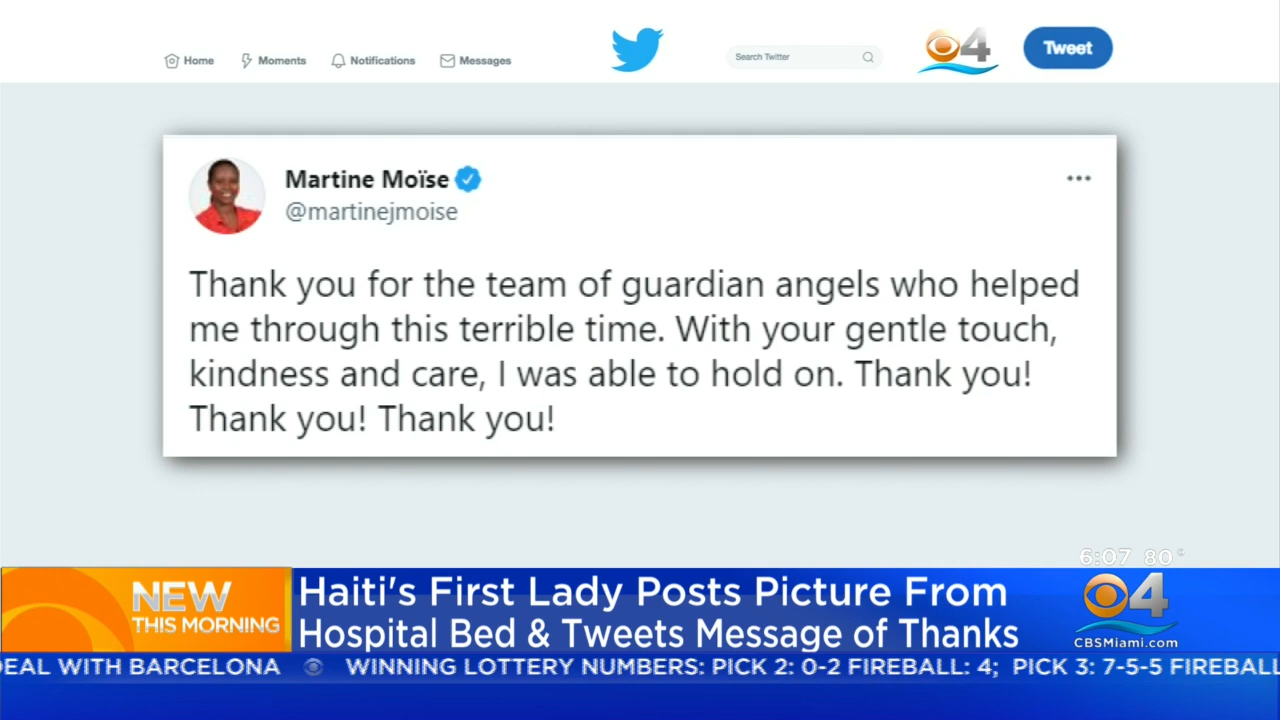 Home Moments Notifications Messages Search Twitter 4 Tweet
Martine Moïse
@martinejmoise
Thank you for the team of guardian angels who helped
me through this terrible time. With your gentle touch,
kindness and care, I was able to hold on. Thank you!
Thank you! Thank you!
6:07 80°
NEW
THIS MORNING
Haiti's First Lady Posts Picture From
Hospital Bed & Tweets Message of Thanks
4
CBSMiami.com
DEAL WITH BARCELONA WINNING LOTTERY NUMBERS: PICK 2: 0-2 FIREBALL: 4; PICK 3: 7-5-5 FIREBALL